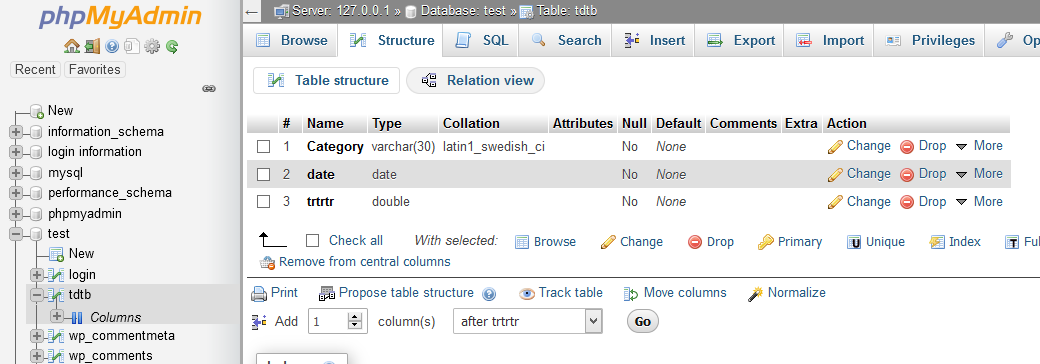 phpMyAdmin
Recent Favorites
New
information_schema
login information
mysql
performance_schema
phpmyadmin
test
New
login
tdtb
Columns
wp_commentmeta
wp_comments
Server: 127.0.0.1 » Database: test » Table: tdtb
Browse Structure SQL Search Insert Export Import Privileges Op
Table structure Relation view
# Name Type Collation Attributes Null Default Comments Extra Action
1 Category varchar(30) latin1_swedish_ci No None Change Drop More
2 date date No None Change Drop More
3 trtrtr double No None Change Drop More
Check all With selected: Browse Change Drop Primary Unique Index Ful
Remove from central columns
Print Propose table structure Track table Move columns Normalize
Add 1 column(s) after trtrtr Go